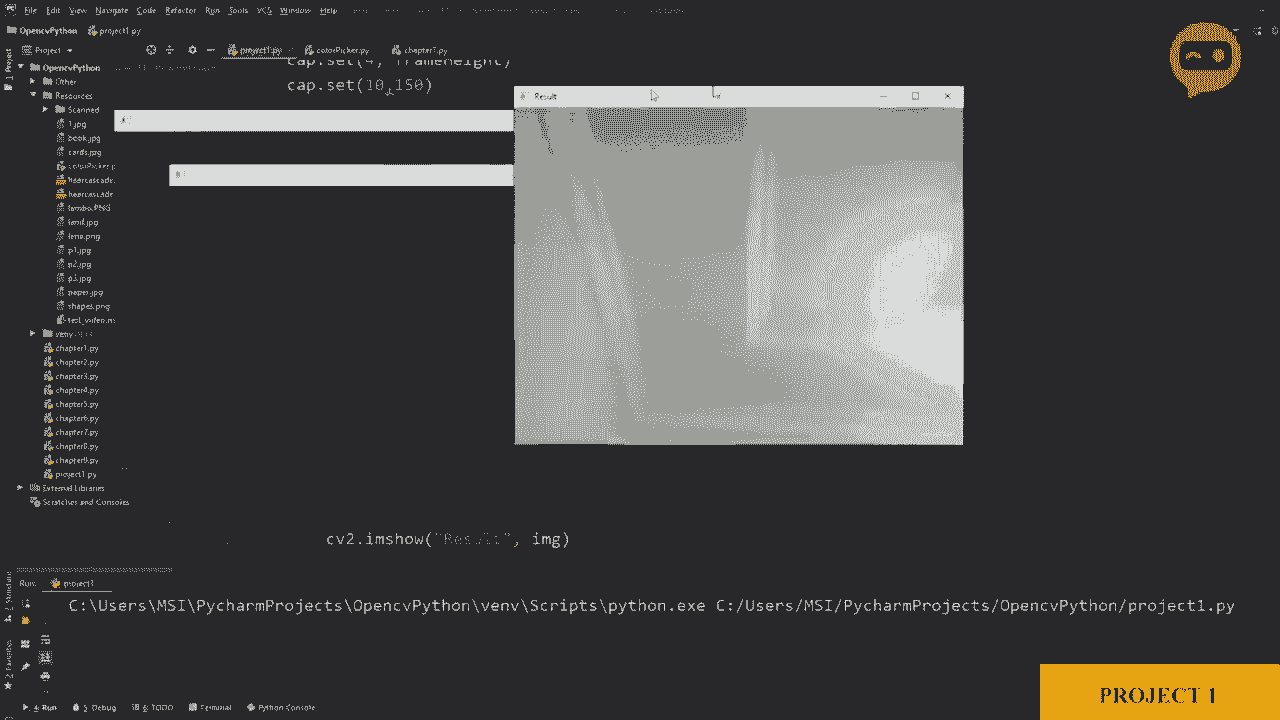 File Edit View Navigate Code Refactor Run Tools VCS Window Help
OpencvPython project1.py
Project
project1.py colorPicker.py chapter7.py
OpencvPython
Other
Resources
Scanned
1.jpg
book.jpg
cards.jpg
colorPicker.p
haarcascade.
haarcascade
lambo.PNG
land.jpg
lena.png
p1.jpg
p2.jpg
p3.jpg
paper.jpg
shapes.png
test_video.m
venv
chapter1.py
chapter2.py
chapter3.py
chapter4.py
chapter5.py
chapter6.py
chapter7.py
chapter8.py
chapter9.py
project1.py
External Libraries
Scratches and Consoles
cap.set(4, frameHeight)
cap.set(10,150)
Result
cv2.imshow("Result", img)
Run: project1
C:\Users\MSI\PycharmProjects\OpencvPython\venv\Scripts\python.exe C:/Users/MSI/PycharmProjects/OpencvPython/project1.py
1: Project
Structure
2: Favorites
4: Run 5: Debug 6: TODO Terminal Python Console
PROJECT 1